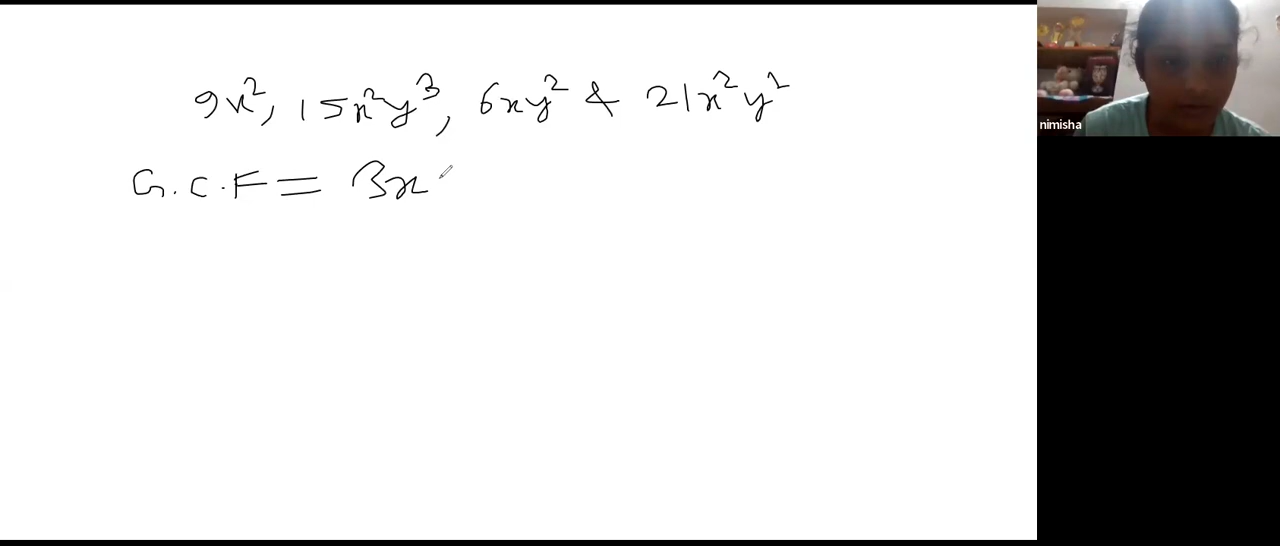 9x², 15x²y³, 6xy² & 21x²y²
G.C.F = 3x
nimisha